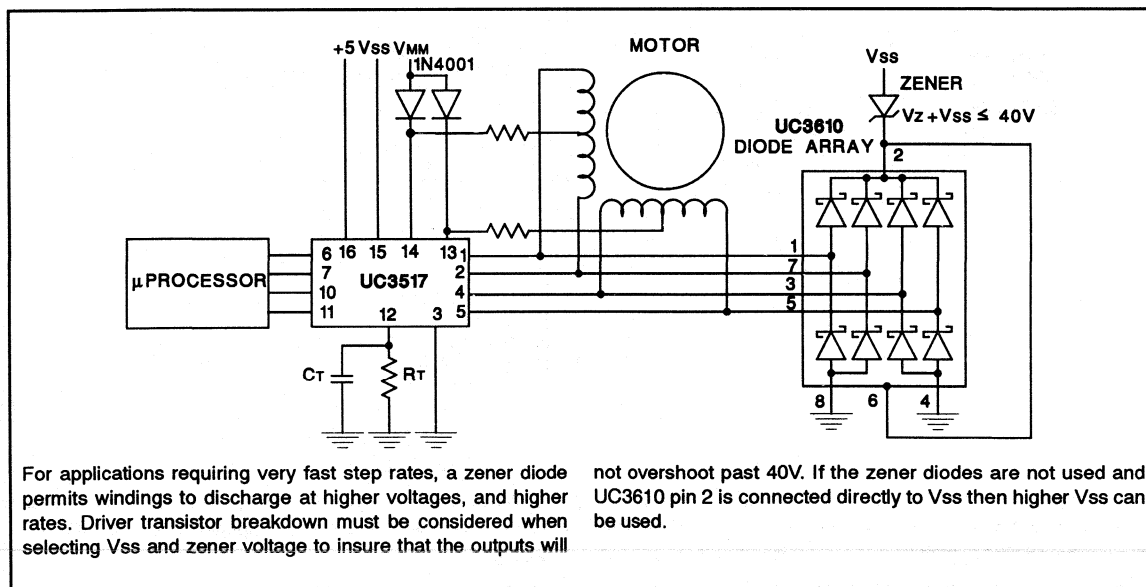 +5 Vss VMM
1N4001
MOTOR
Vss
ZENER
Vz + Vss ≤ 40V
UC3610
DIODE ARRAY
2
6 16 15 14 13 1
1
μPROCESSOR
7
UC3517
2
7
10
4
3
11
12
3
5
5
CT
RT
8
6
4
For applications requiring very fast step rates, a zener diode
permits windings to discharge at higher voltages, and higher
rates. Driver transistor breakdown must be considered when
selecting Vss and zener voltage to insure that the outputs will
not overshoot past 40V. If the zener diodes are not used and
UC3610 pin 2 is connected directly to Vss then higher Vss can
be used.